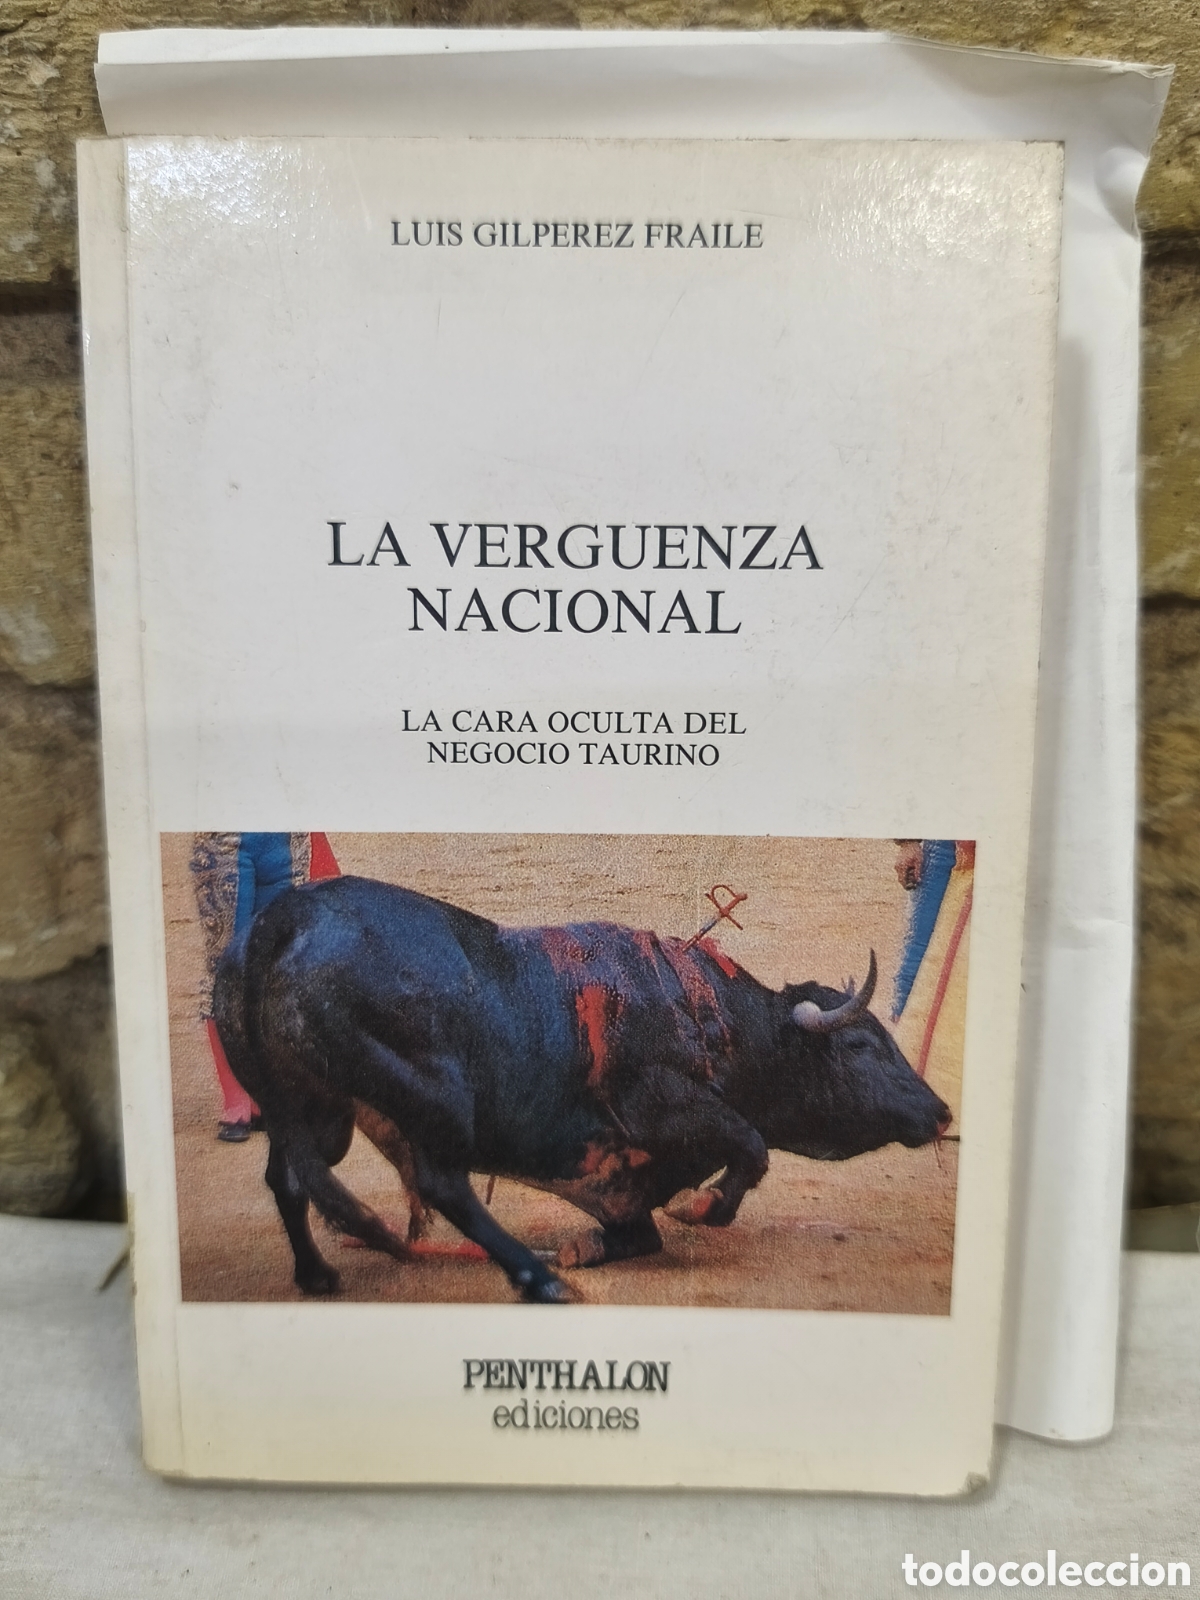 LUIS GILPEREZ FRAILE
LA VERGUENZA
NACIONAL
LA CARA OCULTA DEL
NEGOCIO TAURINO
PENTHALON
ediciones
todocoleccion